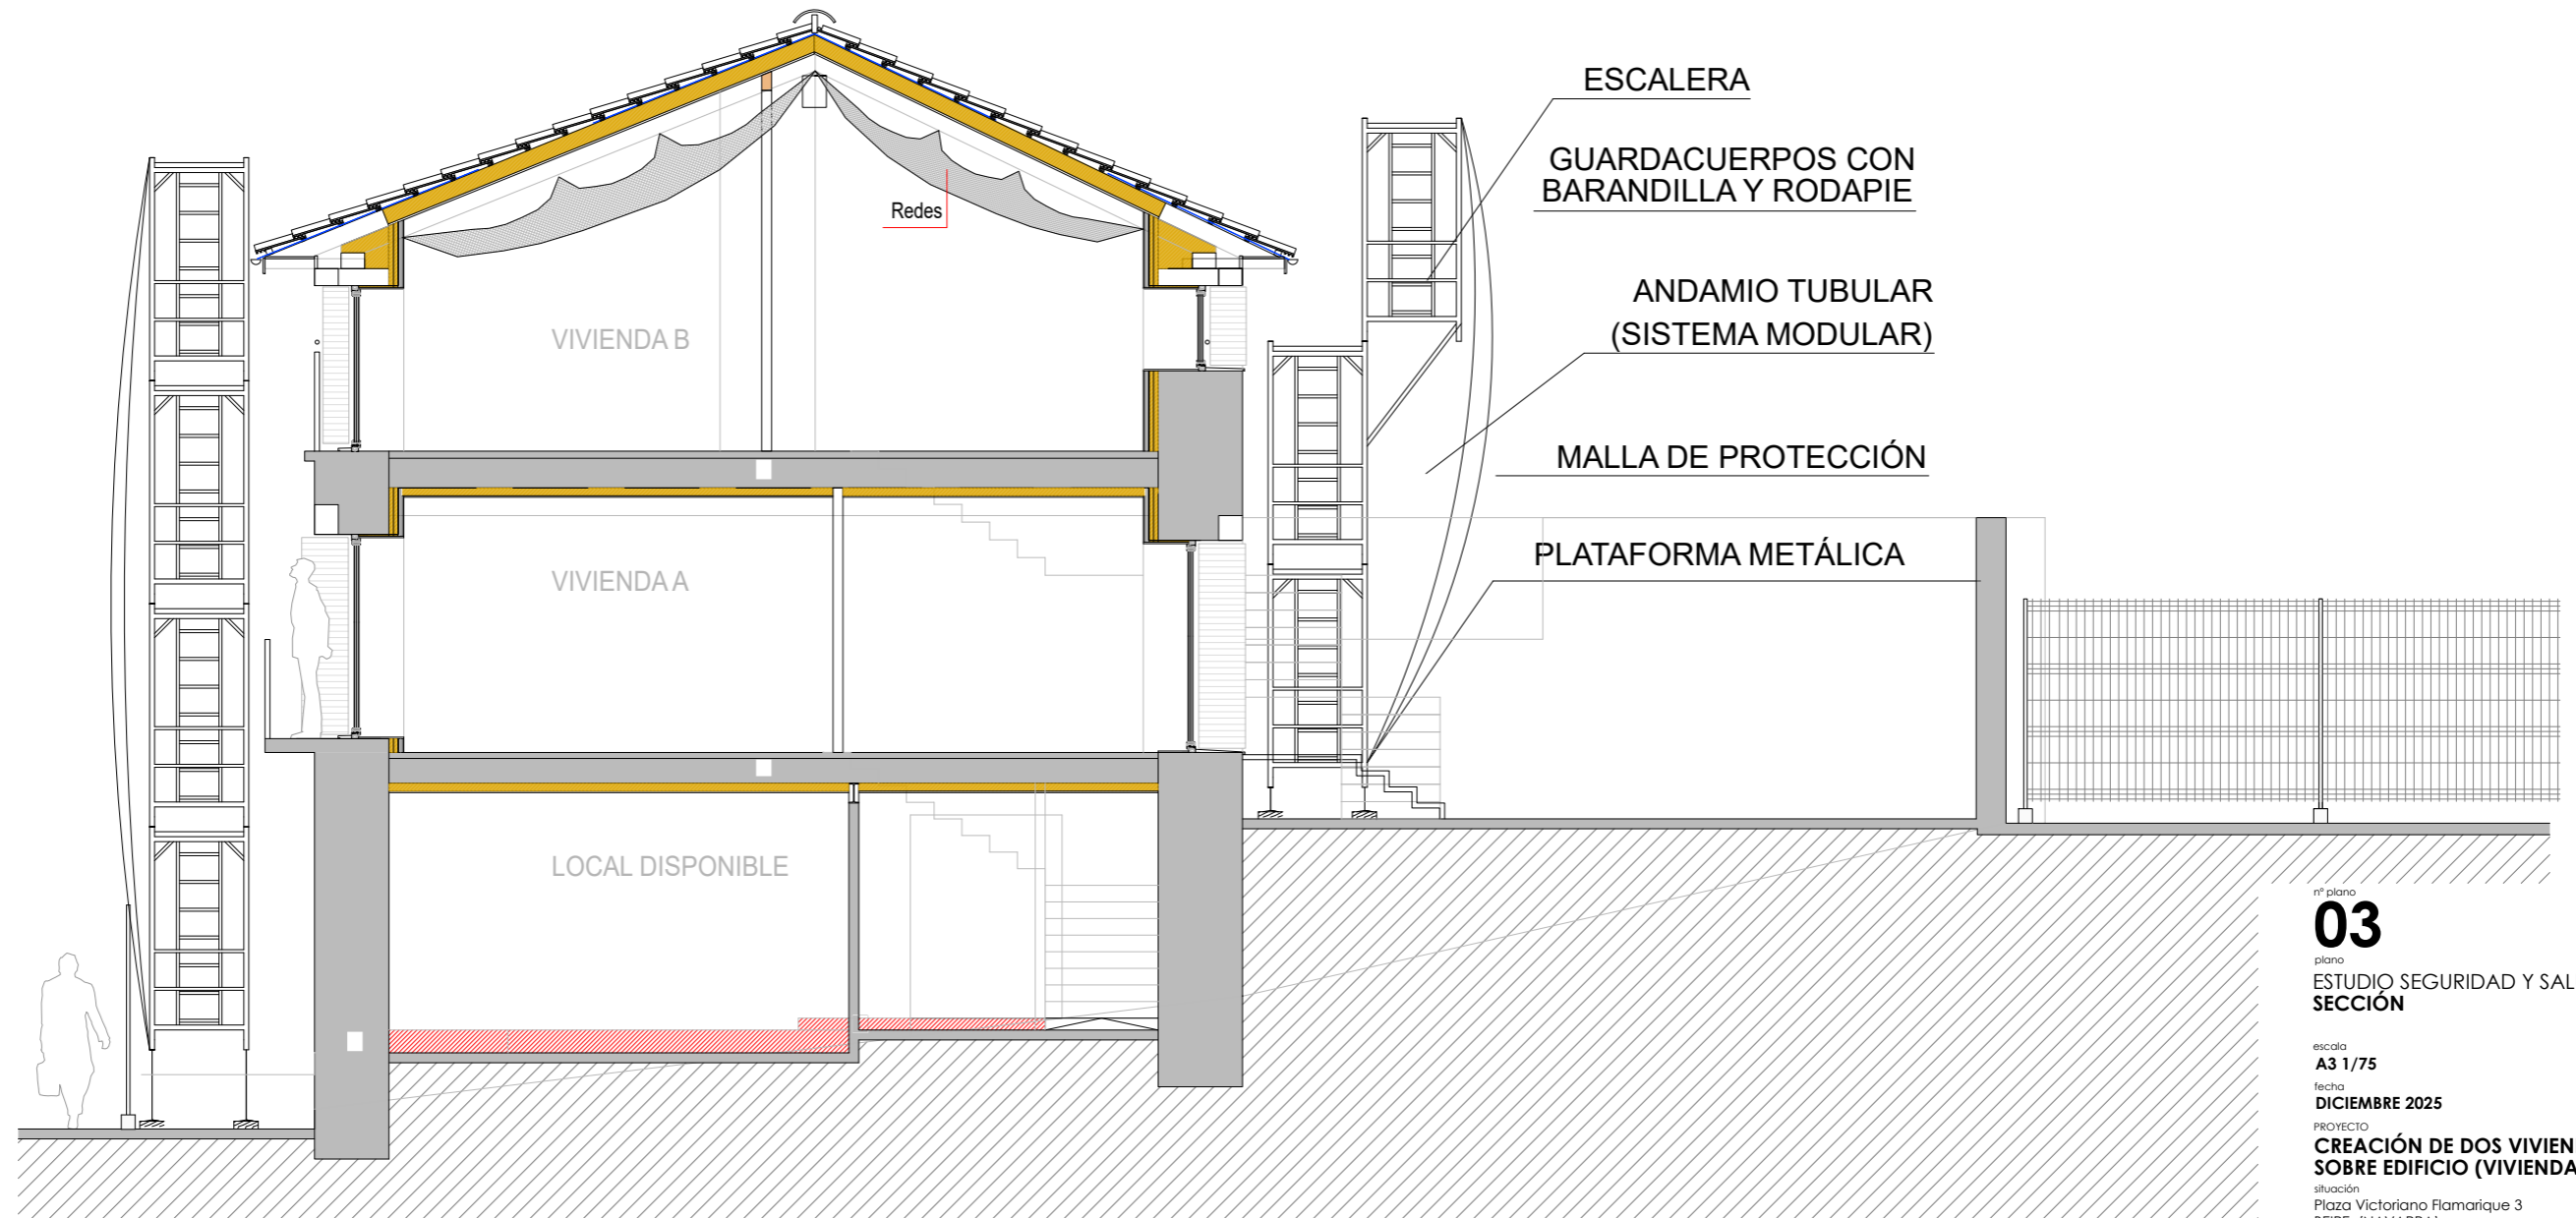 ESCALERA
GUARDACUERPOS CON
BARANDILLA Y RODAPIE
Redes
ANDAMIO TUBULAR
(SISTEMA MODULAR)
VIVIENDA B
MALLA DE PROTECCIÓN
PLATAFORMA METÁLICA
VIVIENDA A
LOCAL DISPONIBLE
nº plano
03
plano
ESTUDIO SEGURIDAD Y SAL
SECCIÓN
escala
A3 1/75
fecha
DICIEMBRE 2025
PROYECTO
CREACIÓN DE DOS VIVIEN
SOBRE EDIFICIO (VIVIENDA
situación
Plaza Victoriano Flamarique 3